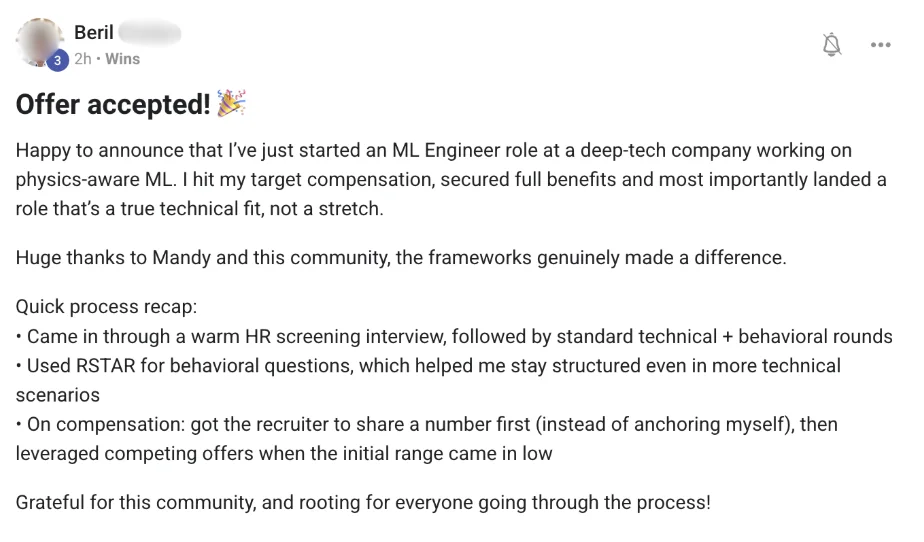 Beril
3
2h • Wins
Offer accepted! 🎉
Happy to announce that I’ve just started an ML Engineer role at a deep-tech company working on
physics-aware ML. I hit my target compensation, secured full benefits and most importantly landed a
role that’s a true technical fit, not a stretch.
Huge thanks to Mandy and this community, the frameworks genuinely made a difference.
Quick process recap:
• Came in through a warm HR screening interview, followed by standard technical + behavioral rounds
• Used RSTAR for behavioral questions, which helped me stay structured even in more technical
scenarios
• On compensation: got the recruiter to share a number first (instead of anchoring myself), then
leveraged competing offers when the initial range came in low
Grateful for this community, and rooting for everyone going through the process!